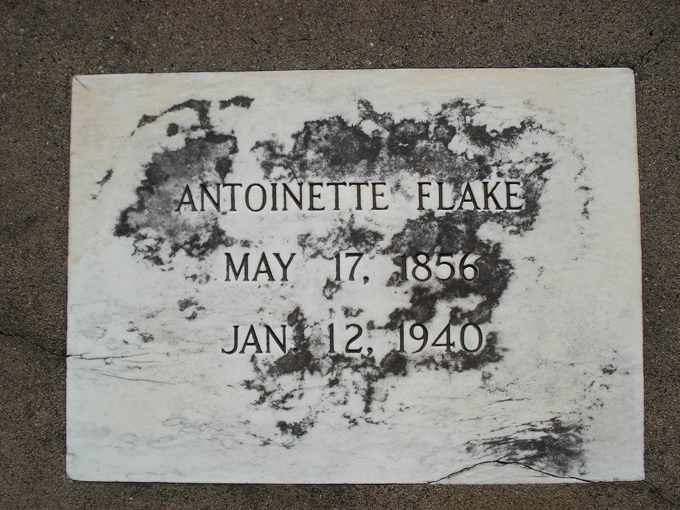 ANTOINETTE FLAKE
MAY 17, 1856
JAN. 12, 1940